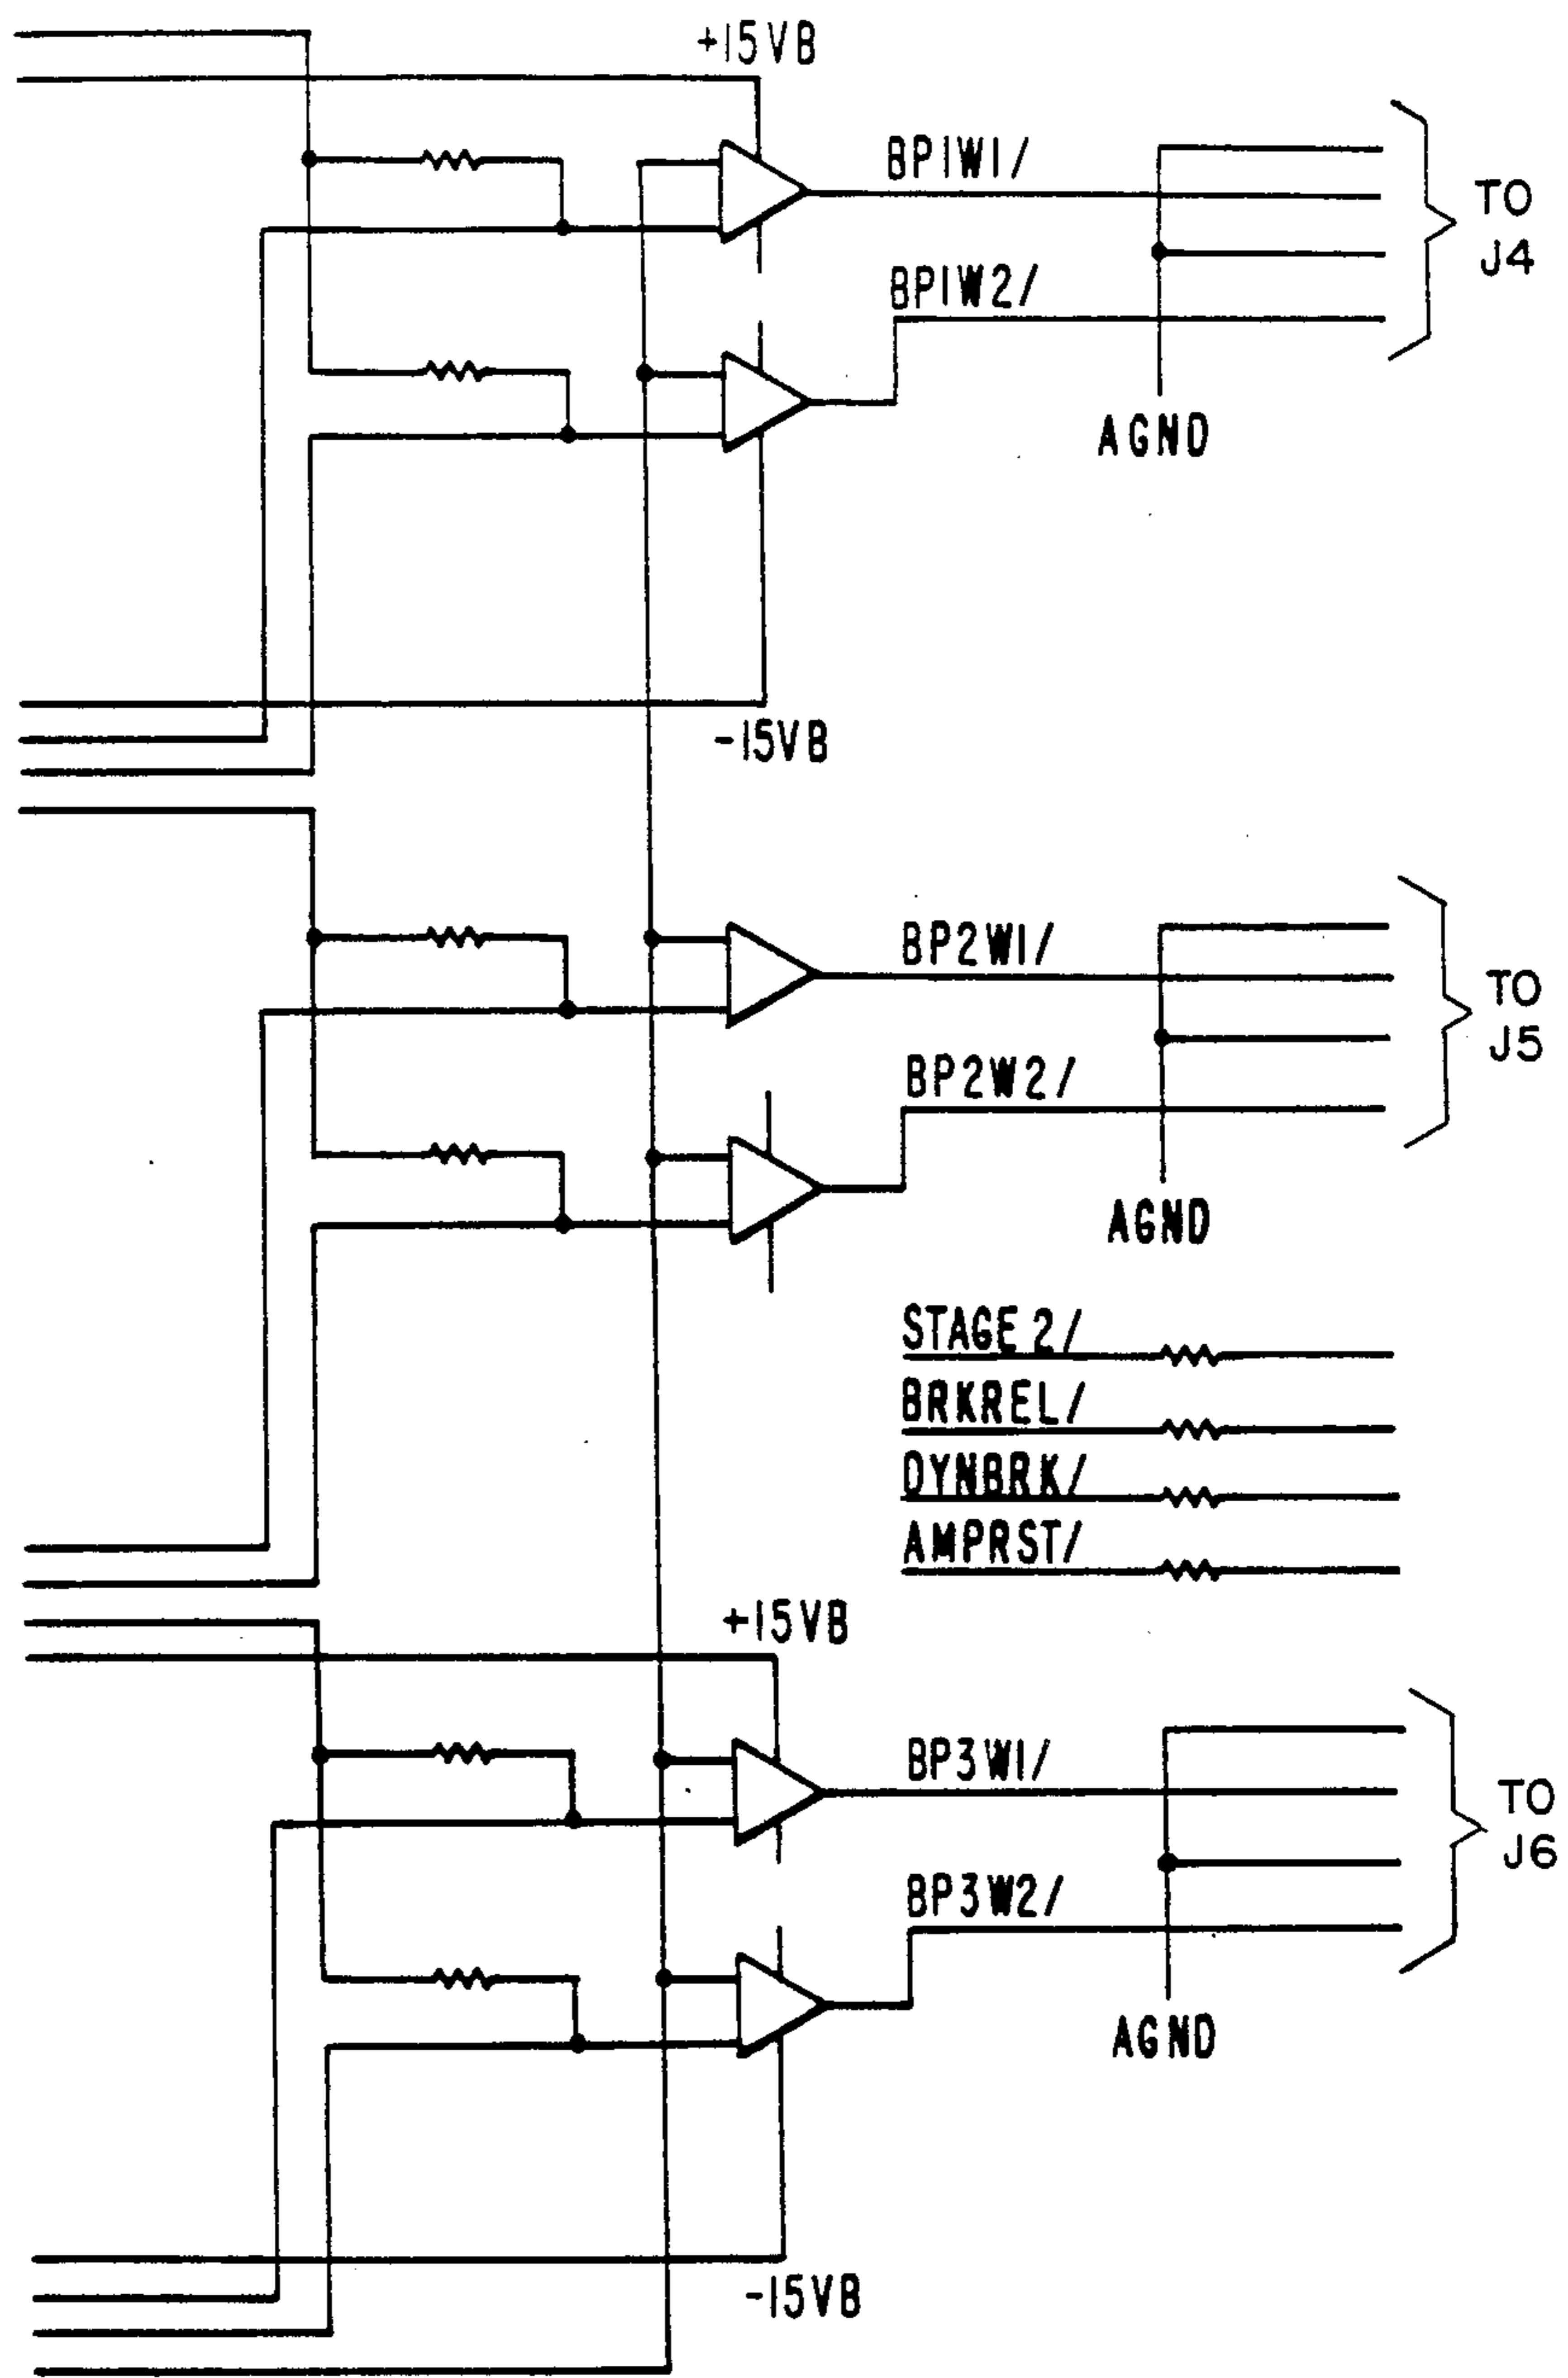 +15VB
BP1W1/
TO
J4
BP1W2/
AGND
-15VB
BP2W1/
TO
J5
BP2W2/
AGND
STAGE 2/
BRKREL/
DYNBRK/
AMPRST/
+15VB
BP3W1/
TO
J6
BP3W2/
AGND
-15VB